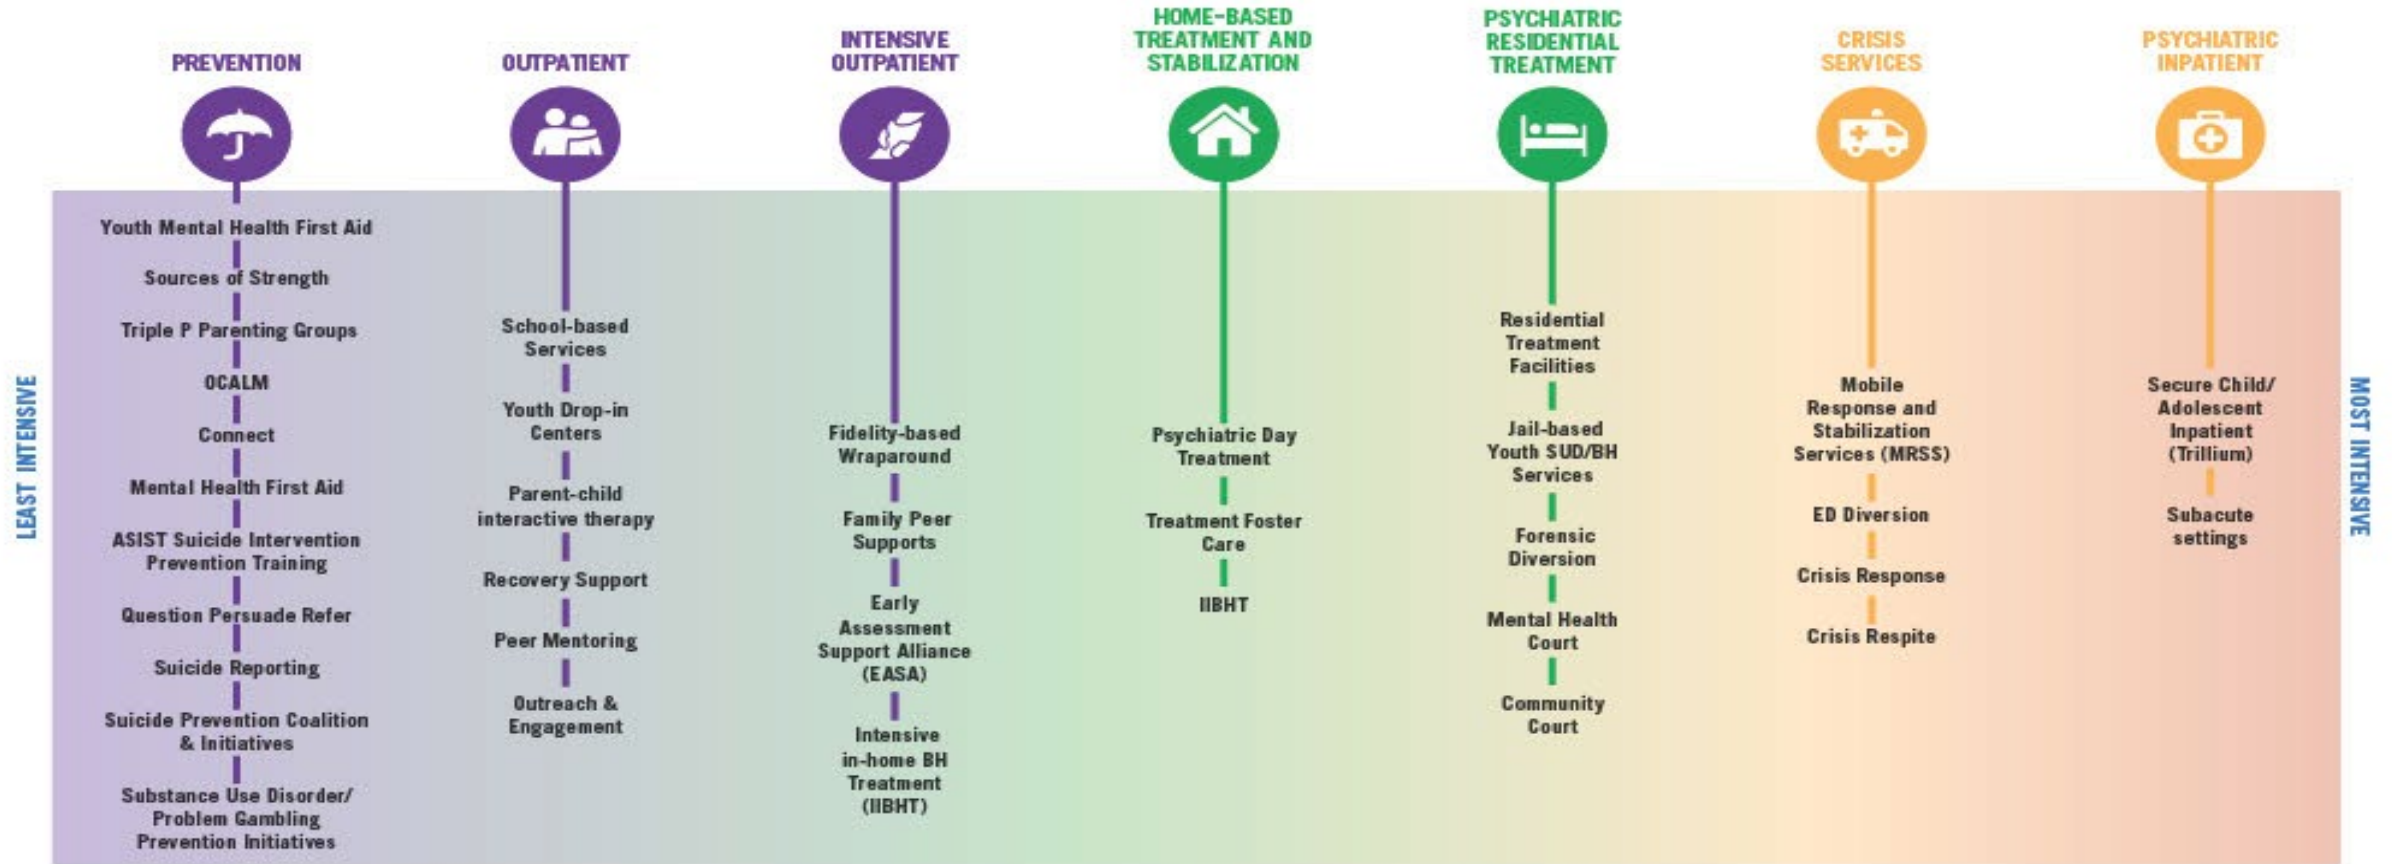 LEAST INTENSIVE
PREVENTION
Youth Mental Health First Aid
Sources of Strength
Triple P Parenting Groups
OCALM
Connect
Mental Health First Aid
ASIST Suicide Intervention
Prevention Training
Question Persuade Refer
Suicide Reporting
Suicide Prevention Coalition
& Initiatives
Substance Use Disorder/
Problem Gambling
Prevention Initiatives
OUTPATIENT
School-based
Services
Youth Drop-in
Centers
Parent-child
interactive therapy
Recovery Support
Peer Mentoring
Outreach &
Engagement
INTENSIVE
OUTPATIENT
Fidelity-based
Wraparound
Family Peer
Supports
Early
Assessment
Support Alliance
(EASA)
Intensive
in-home BH
Treatment
(IIBHT)
HOME-BASED
TREATMENT AND
STABILIZATION
Psychiatric Day
Treatment
Treatment Foster
Care
IIBHT
PSYCHIATRIC
RESIDENTIAL
TREATMENT
Residential
Treatment
Facilities
Jail-based
Youth SUD/BH
Services
Forensic
Diversion
Mental Health
Court
Community
Court
CRISIS
SERVICES
Mobile
Response and
Stabilization
Services (MRSS)
ED Diversion
Crisis Response
Crisis Respite
PSYCHIATRIC
INPATIENT
Secure Child/
Adolescent
Inpatient
(Trillium)
Subacute
settings
MOST INTENSIVE